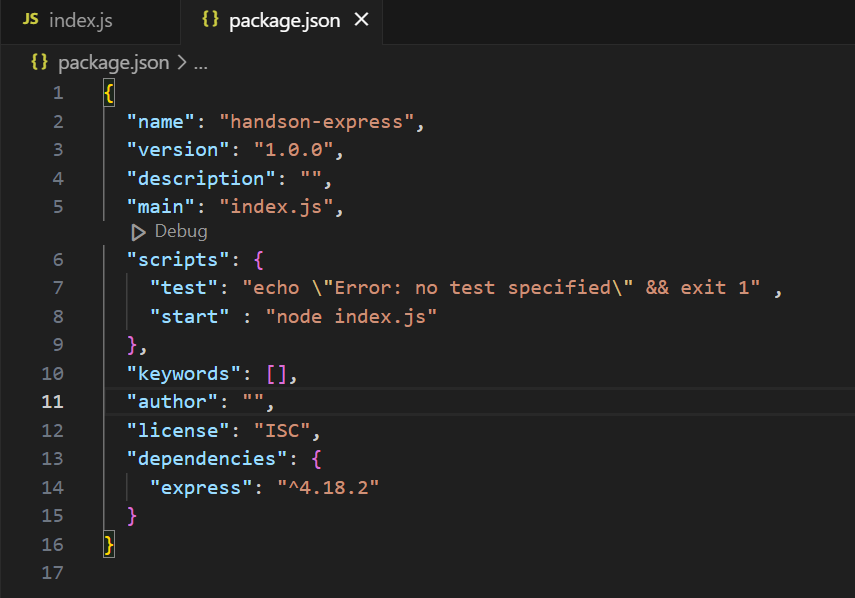 JS index.js
{} package.json ×
{} package.json > ...
1 {
2 "name": "handson-express",
3 "version": "1.0.0",
4 "description": "",
5 "main": "index.js",
Debug
6 "scripts": {
7 "test": "echo \"Error: no test specified\" && exit 1" ,
8 "start" : "node index.js"
9 },
10 "keywords": [],
11 "author": "",
12 "license": "ISC",
13 "dependencies": {
14 "express": "^4.18.2"
15 }
16 }
17